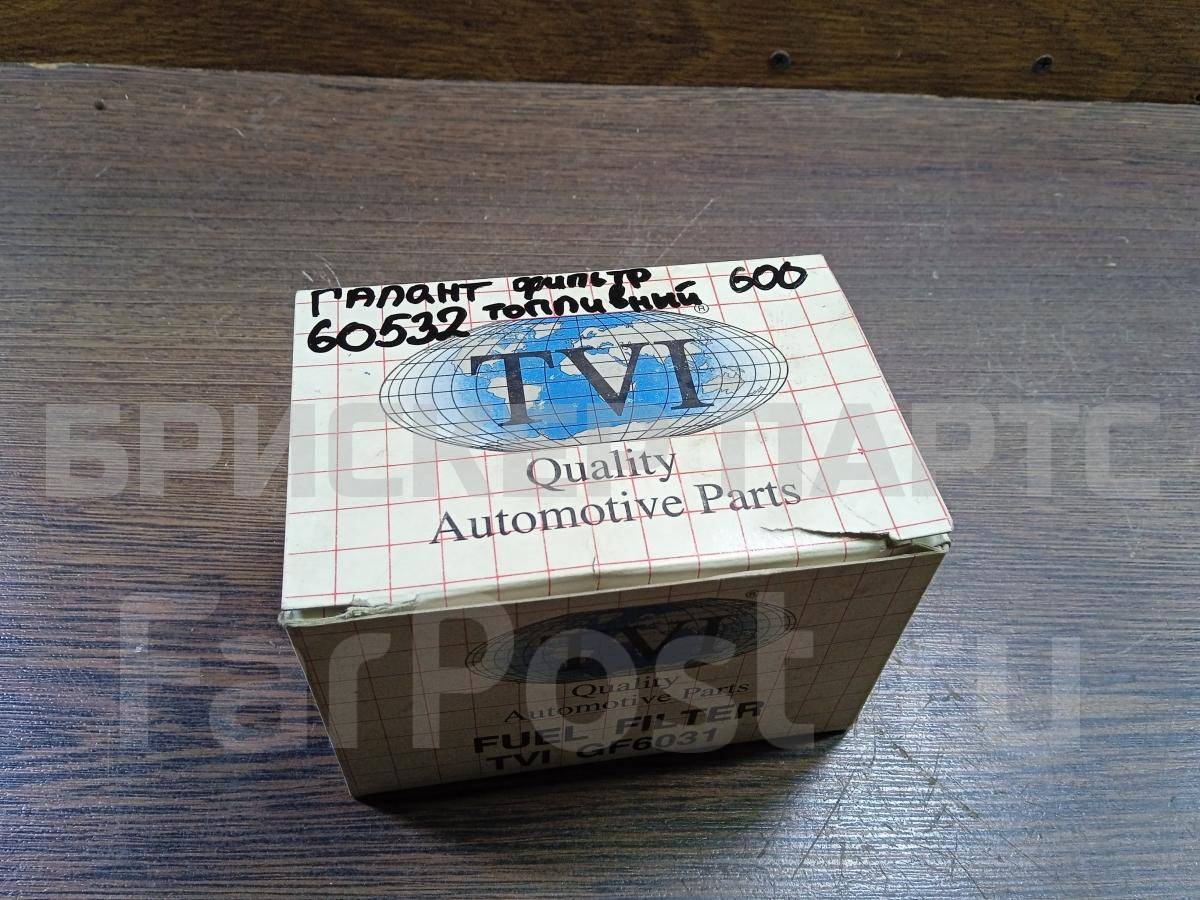 Галант фильтр 600
60532 топливный
®
TVI
Quality
Automotive Parts
БРИСКЕТ ПАРТС
FarPost.ru
®
TVI
Quality
Automotive Parts
FUEL FILTER
TVI GF6031